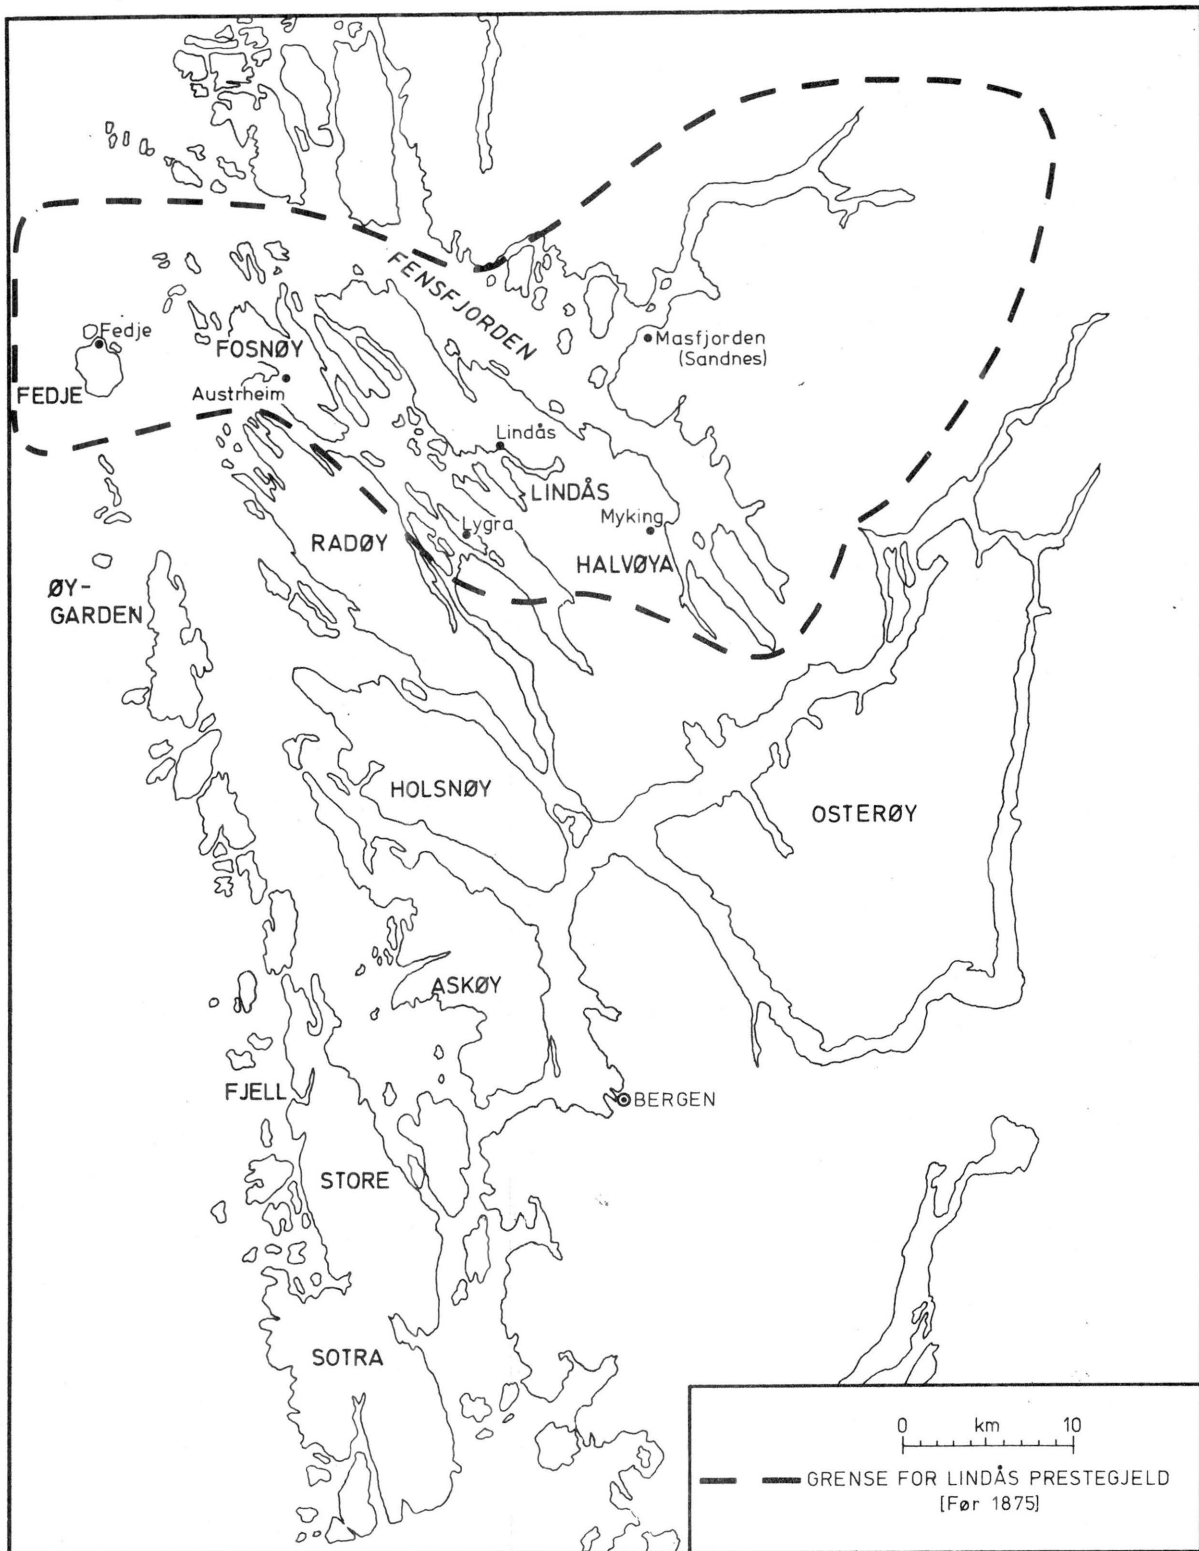 FENSFJORDEN
Fedje
FOSNØY
Masfjorden
(Sandnes)
FEDJE
Austrheim
Lindås
LINDÅS
Lygra
Myking
RADØY
HALVØYA
ØY-
GARDEN
HOLSNØY
OSTERØY
ASKØY
FJELL
BERGEN
STORE
SOTRA
0 km 10
GRENSE FOR LINDÅS PRESTEGJELD
[Før 1875]